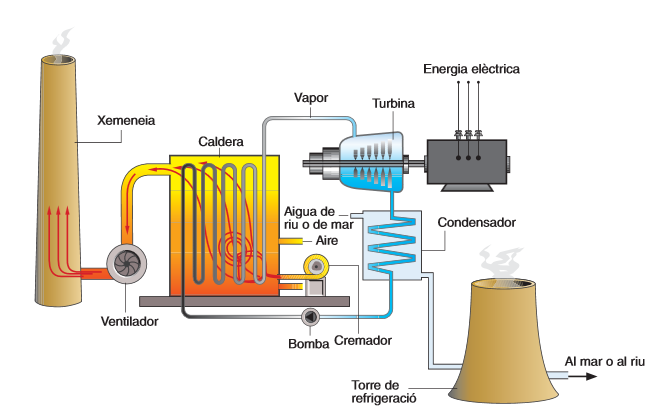 Energia elèctrica
Vapor
Turbina
Xemeneia
Caldera
Aigua de
riu o de mar
Condensador
Aire
Ventilador
Bomba
Cremador
Al mar o al riu
Torre de
refrigeració